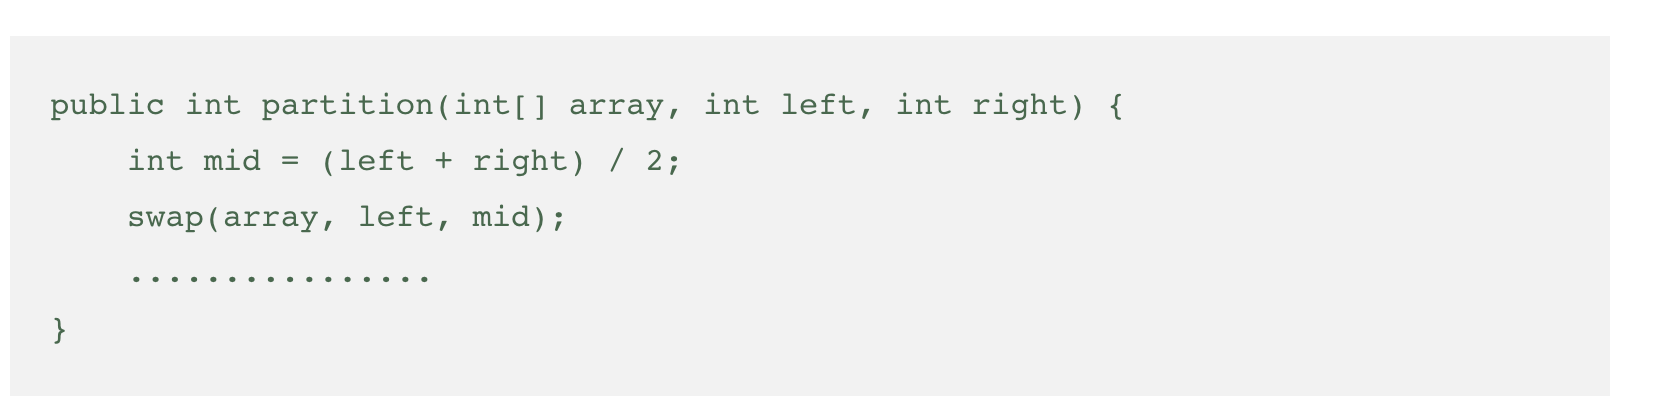 public int partition(int[] array, int left, int right) {
    int mid = (left + right) / 2;
    swap(array, left, mid);
    ................
}